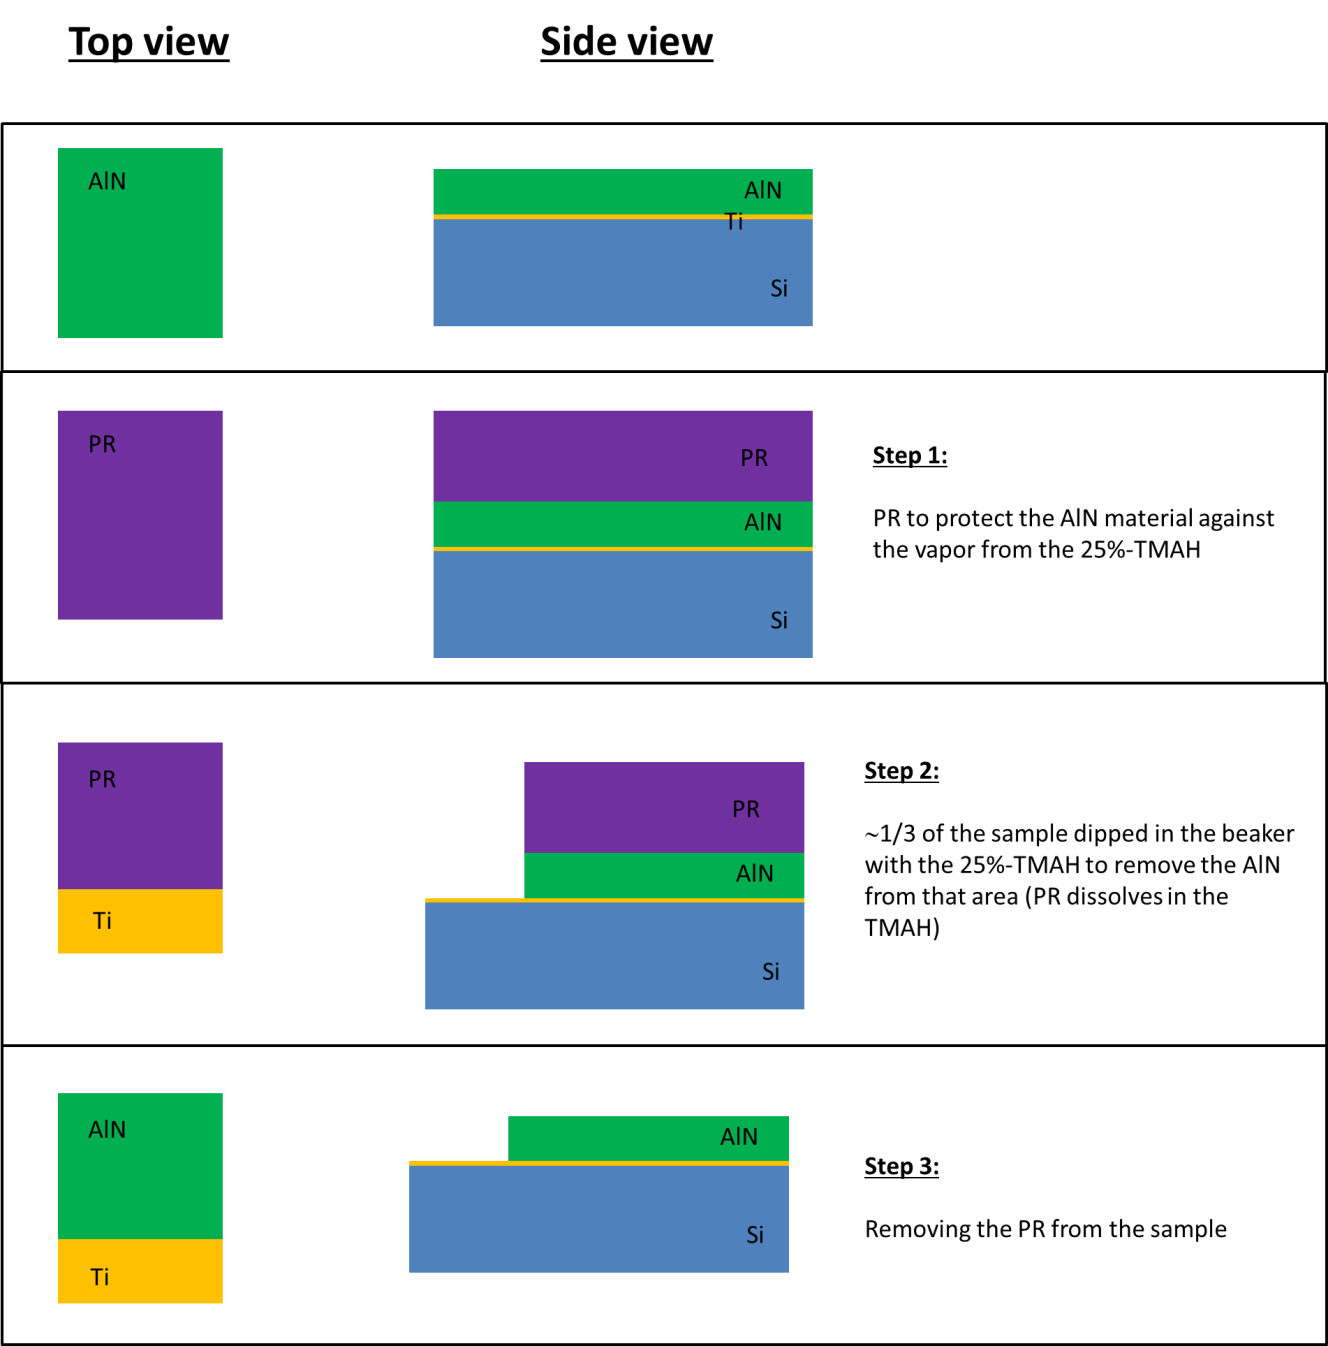 Top view
Side view
AlN
AlN
Ti
Si
PR
PR
AlN
Si
Step 1:
PR to protect the AlN material against
the vapor from the 25%-TMAH
PR
Ti
PR
AlN
Si
Step 2:
~1/3 of the sample dipped in the beaker
with the 25%-TMAH to remove the AlN
from that area (PR dissolves in the
TMAH)
AlN
Ti
AlN
Si
Step 3:
Removing the PR from the sample